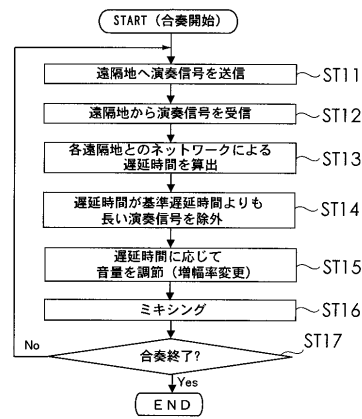 START（合奏開始）
遠隔地へ演奏信号を送信
ST11
遠隔地から演奏信号を受信
ST12
各遠隔地とのネットワークによる
遅延時間を算出
ST13
遅延時間が基準遅延時間よりも
長い演奏信号を除外
ST14
遅延時間に応じて
音量を調節（増幅率変更）
ST15
ミキシング
ST16
No
合奏終了?
ST17
Yes
END